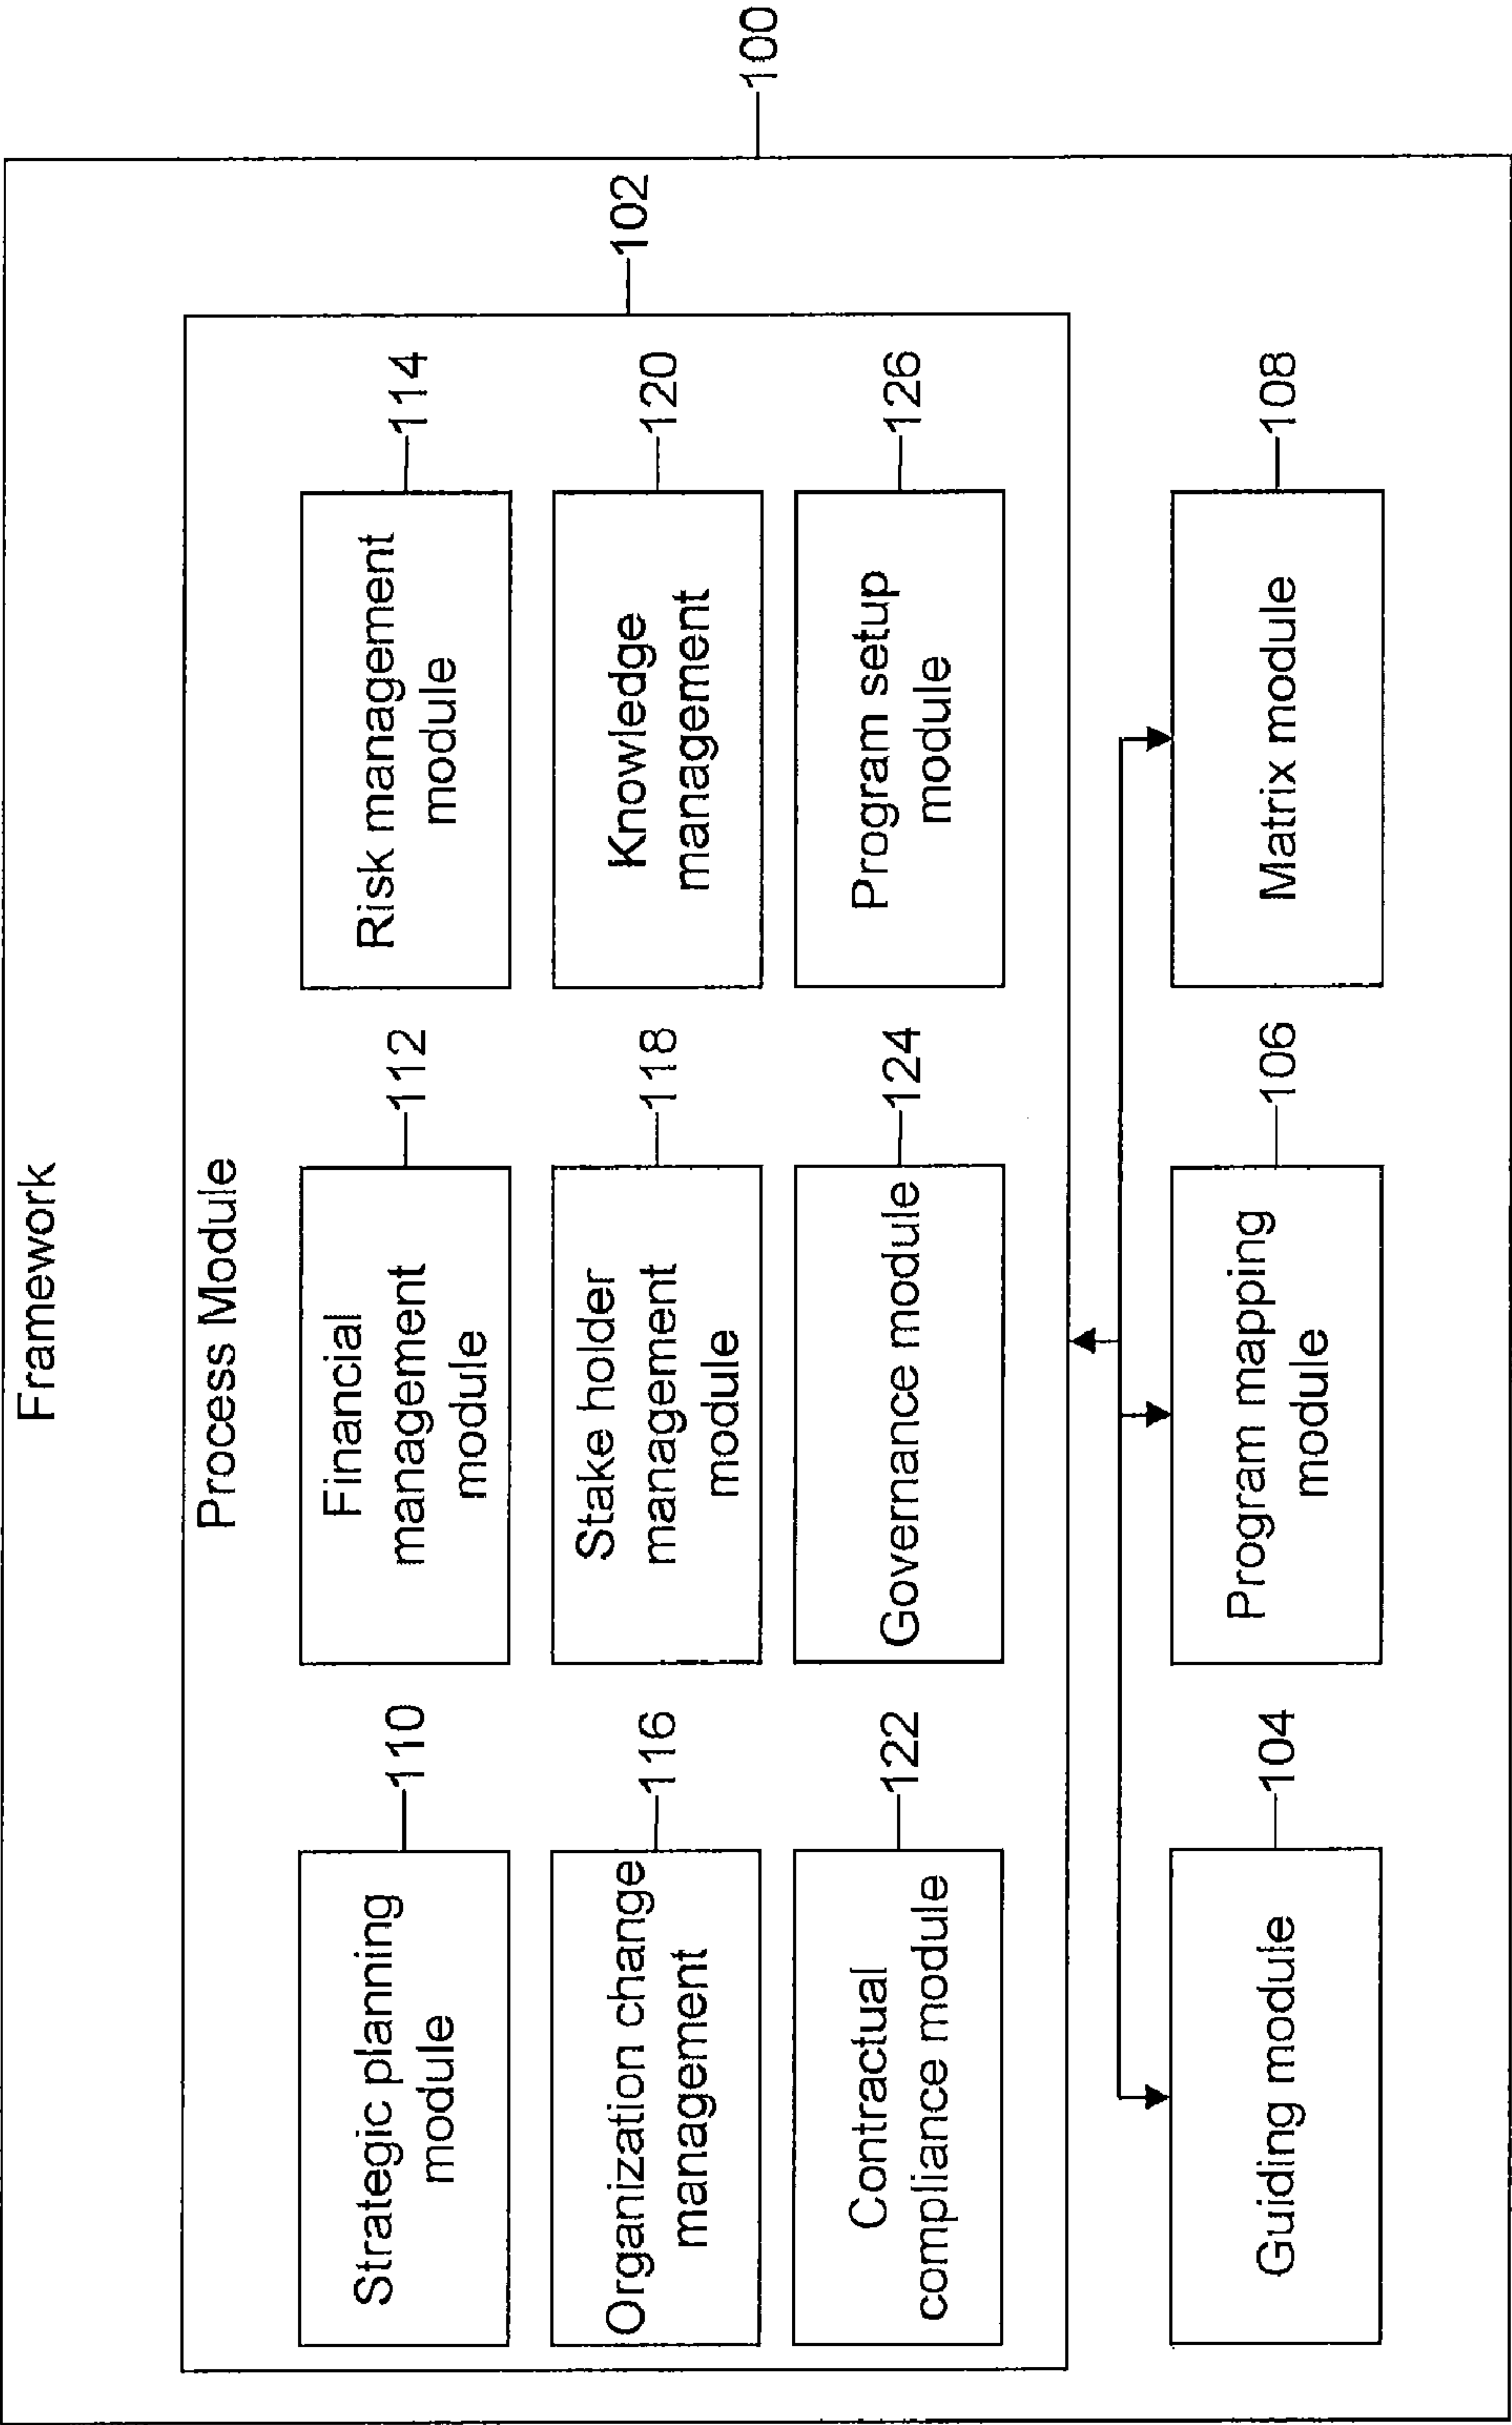 Framework
100
Process Module
102
Strategic planning
module
110
Financial
management
module
112
Risk management
module
114
Organization change
management
116
Stake holder
management
module
118
Knowledge
management
120
Contractual
compliance module
122
Governance module
124
Program setup
module
126
Guiding module
104
Program mapping
module
106
Matrix module
108